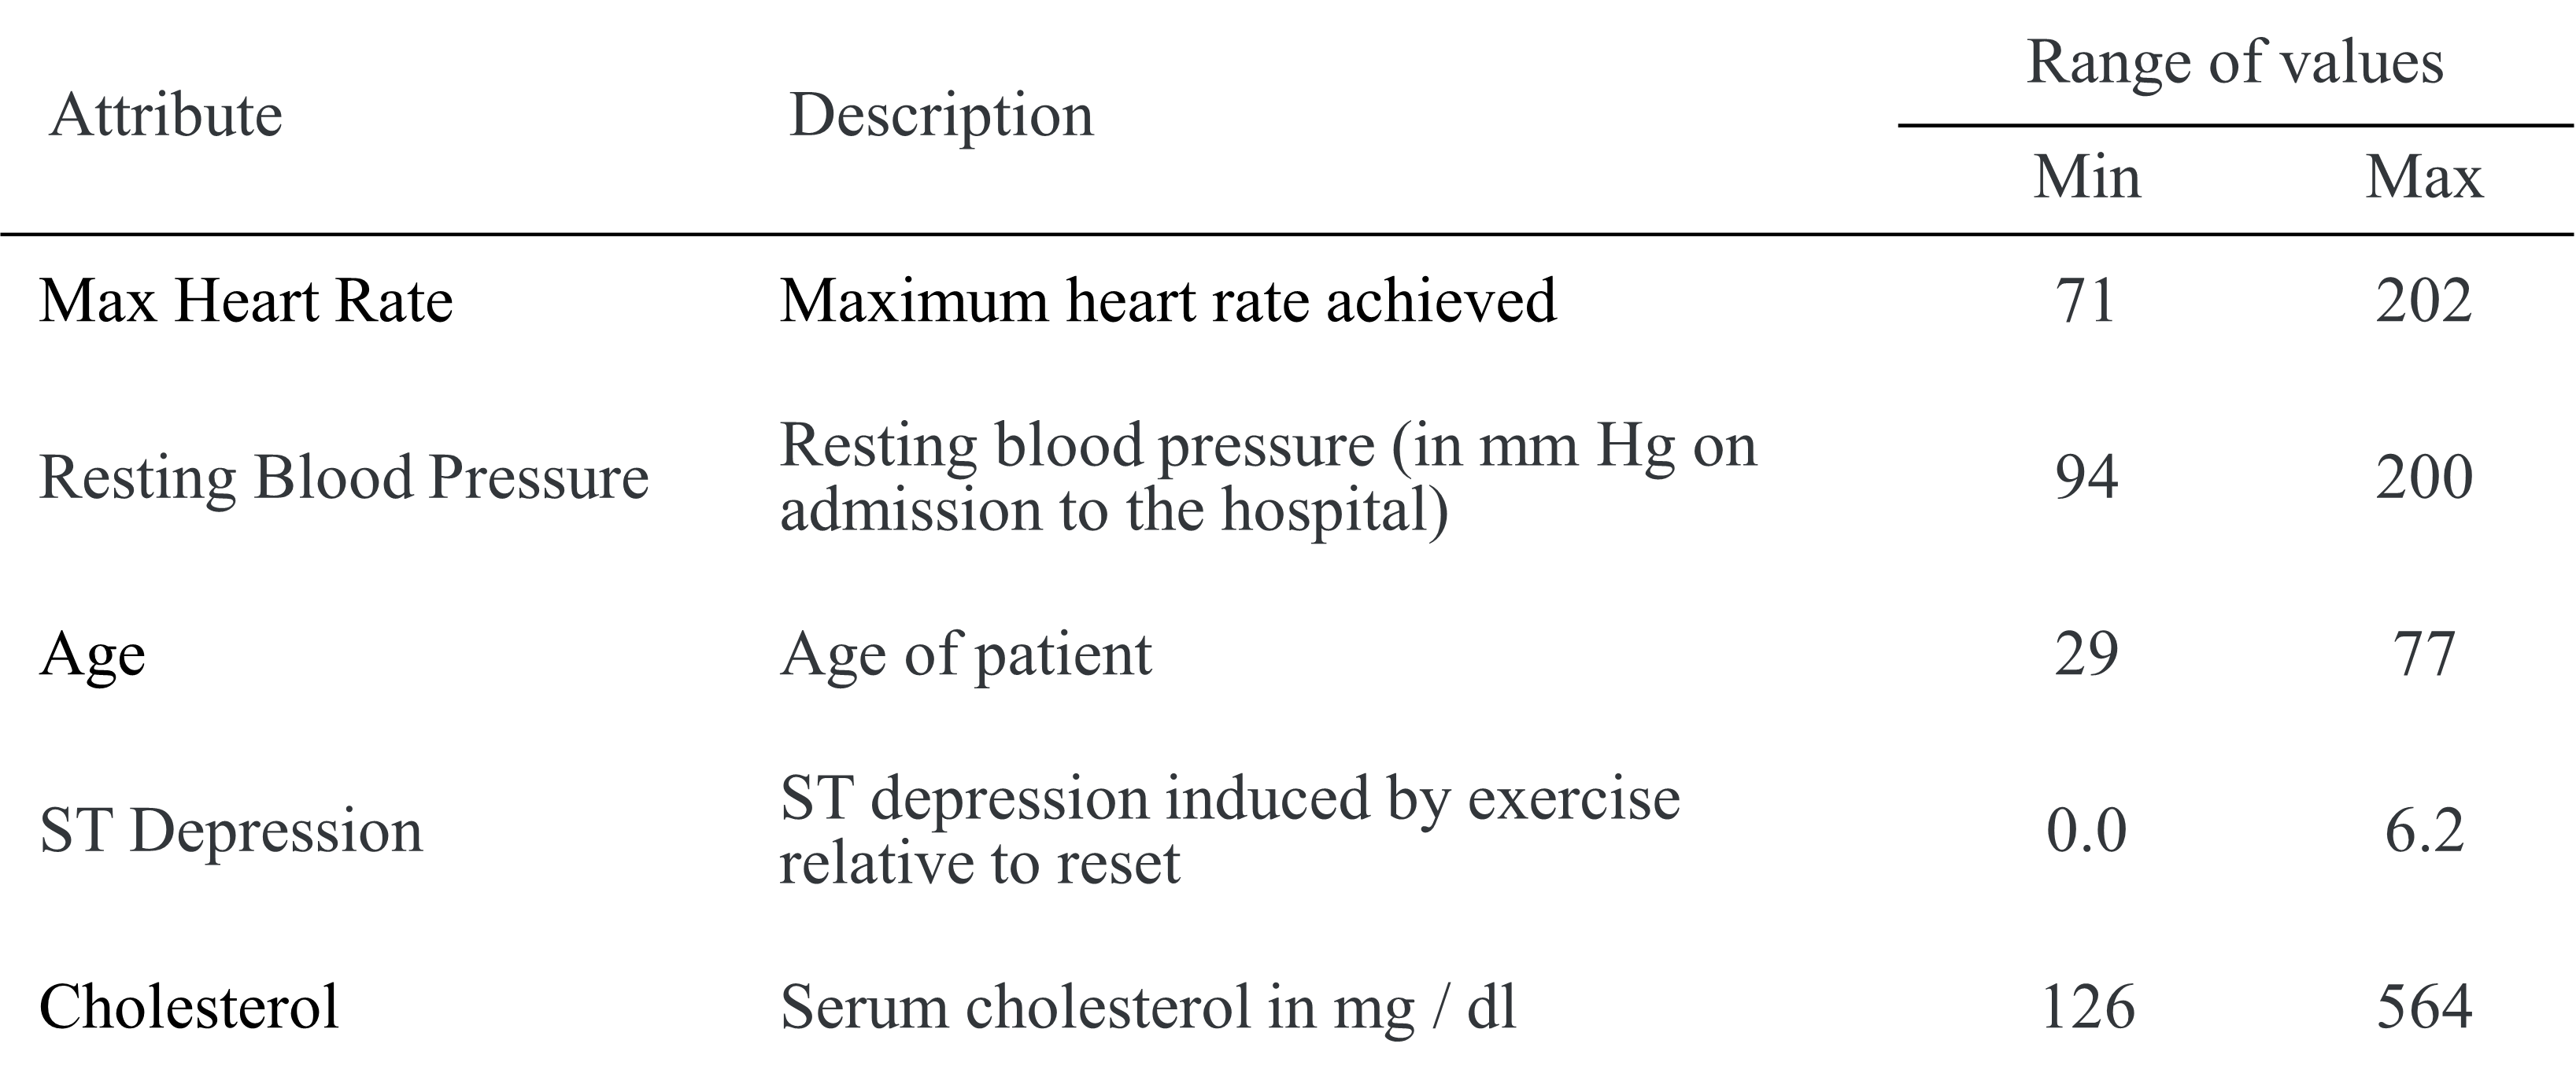 Attribute Description Range of values
Min Max
Max Heart Rate Maximum heart rate achieved 71 202
Resting Blood Pressure Resting blood pressure (in mm Hg on
admission to the hospital) 94 200
Age Age of patient 29 77
ST Depression ST depression induced by exercise
relative to reset 0.0 6.2
Cholesterol Serum cholesterol in mg / dl 126 564